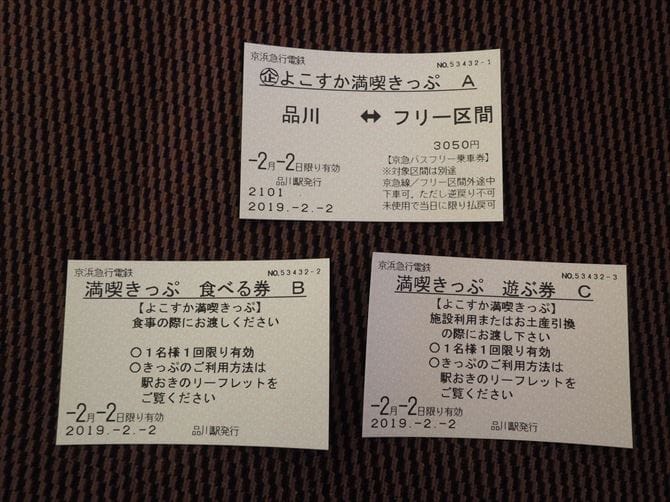 京浜急行電鉄
NO.53432-1
㊭よこすか満喫きっぷ A
品川 ⇔ フリー区間
3050円
-2月-2日限り有効
品川駅発行
2101
2019.-2.-2
【京急バスフリー乗車券】
※対象区間は別途
京急線/フリー区間外途中
下車可,ただし逆戻り不可
未使用で当日に限り払戻可
京浜急行電鉄
NO.53432-2
満喫きっぷ 食べる券 B
【よこすか満喫きっぷ】
食事の際にお渡しください
○1名様1回限り有効
○きっぷのご利用方法は
駅おきのリーフレットを
ご覧ください
-2月-2日限り有効
2019.-2.-2 品川駅発行
京浜急行電鉄
NO.53432-3
満喫きっぷ 遊ぶ券 C
【よこすか満喫きっぷ】
施設利用またはお土産引換
の際にお渡し下さい
○1名様1回限り有効
○きっぷのご利用方法は
駅おきのリーフレットを
ご覧ください
-2月-2日限り有効
2019.-2.-2 品川駅発行